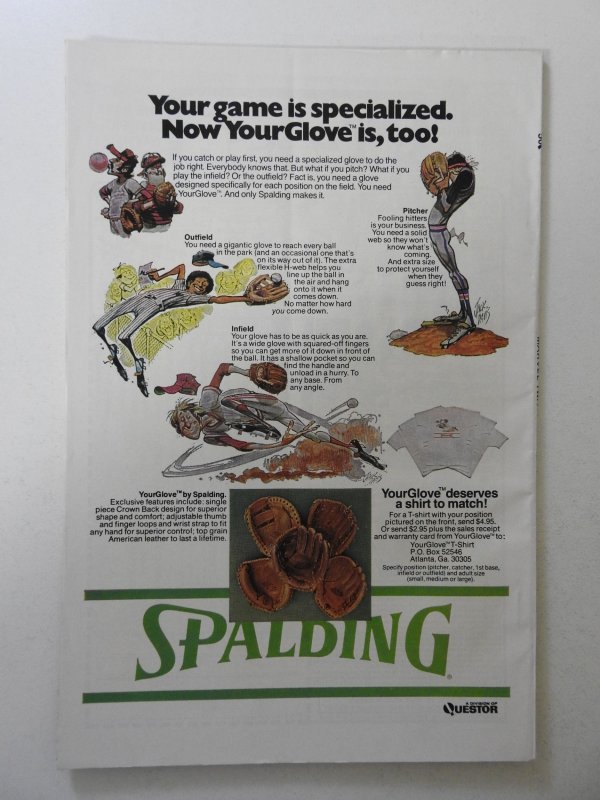 Your game is specialized.
Now YourGlove™ is, too!
If you catch or play first, you need a specialized glove to do the
job right. Everybody knows that. But what if you pitch? What if you
play the infield? Or the outfield? Fact is, you need a glove
designed specifically for each position on the field. You need
YourGlove™. And only Spalding makes it.
Pitcher
Fooling hitters
is your business.
You need a solid
web so they won't
know what's
coming.
And extra size
to protect yourself
when they
guess right!
Outfield
You need a gigantic glove to reach every ball
in the park (and an occasional one that's
on its way out of it). The extra
flexible H-web helps you
line up the ball in
the air and hang
onto it when it
comes down.
No matter how hard
you come down.
Infield
Your glove has to be as quick as you are.
It's a wide glove with squared-off fingers
so you can get more of it down in front of
the ball. It has a shallow pocket so you can
find the handle and
unload in a hurry. To
any base. From
any angle.
YourGlove™ by Spalding.
Exclusive features include: single
piece Crown Back design for superior
shape and comfort; adjustable thumb
and finger loops and wrist strap to fit
any hand for superior control; top grain
American leather to last a lifetime.
YourGlove™ deserves
a shirt to match!
For a T-shirt with your position
pictured on the front, send $4.95.
Or send $2.95 plus the sales receipt
and warranty card from YourGlove™ to:
YourGlove™ T-Shirt
P.O. Box 52546
Atlanta, Ga. 30305
Specify position (pitcher, catcher, 1st base,
infield or outfield) and adult size
(small, medium or large).
SPALDING®
A DIVISION OF
QUESTOR